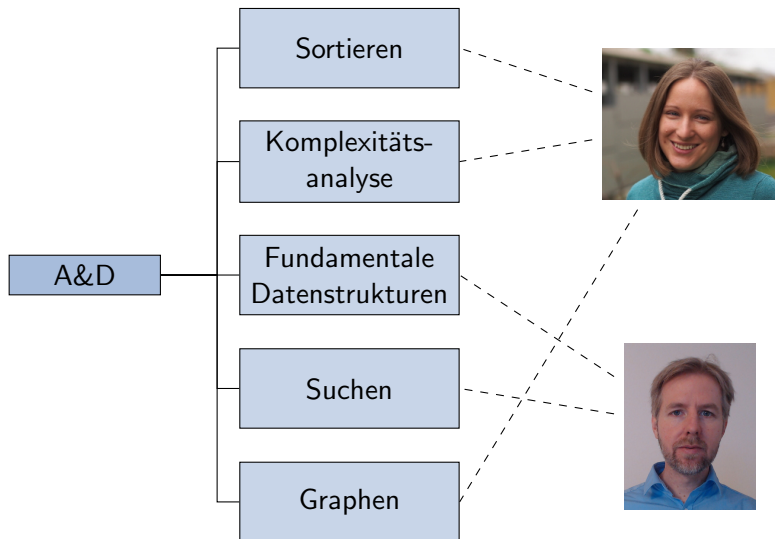 Sortieren
Komplexitäts-
analyse
A&D
Fundamentale
Datenstrukturen
Suchen
Graphen